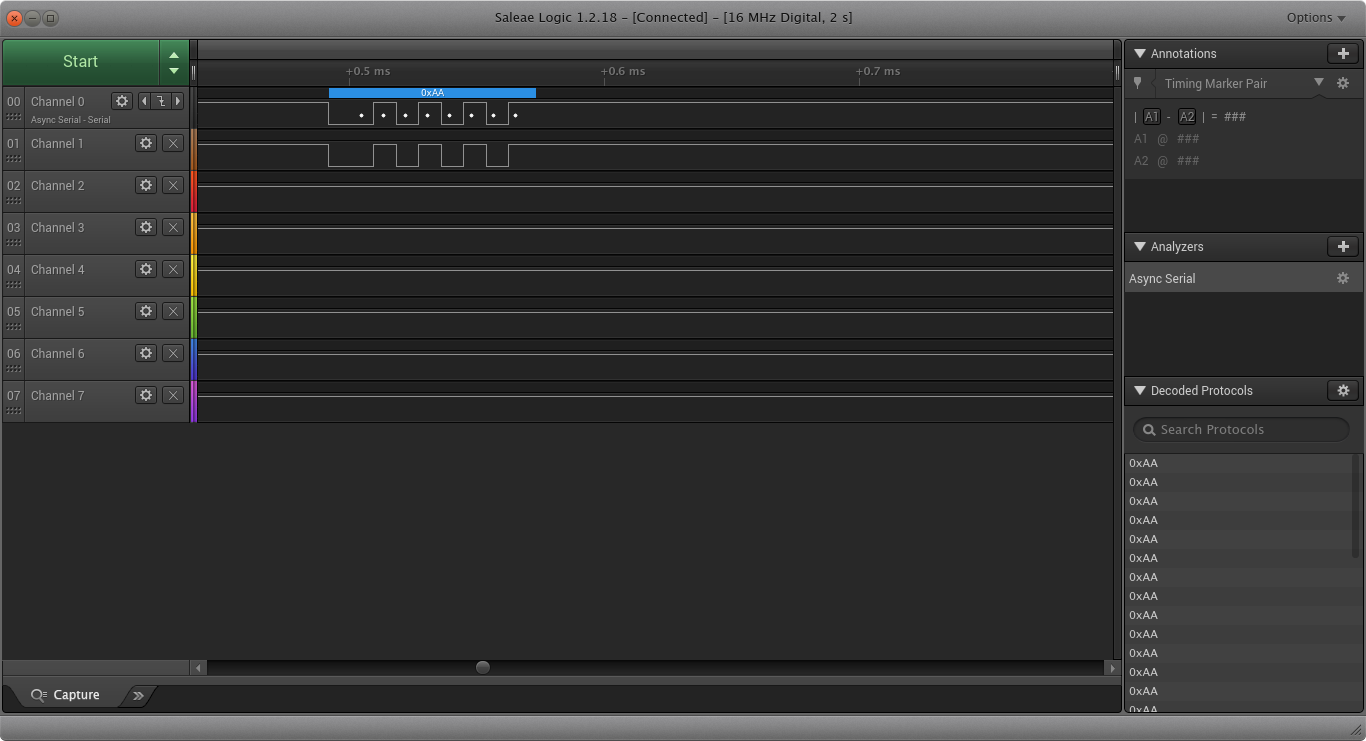 Saleae Logic 1.2.18 – [Connected] – [16 MHz Digital, 2 s]
Options
Start
+0.5 ms
+0.6 ms
+0.7 ms
00 Channel 0
Async Serial - Serial
0xAA
01 Channel 1
02 Channel 2
03 Channel 3
04 Channel 4
05 Channel 5
06 Channel 6
07 Channel 7
Capture
Annotations
Timing Marker Pair
| A1 - A2 | = ###
A1 @ ###
A2 @ ###
Analyzers
Async Serial
Decoded Protocols
Search Protocols
0xAA
0xAA
0xAA
0xAA
0xAA
0xAA
0xAA
0xAA
0xAA
0xAA
0xAA
0xAA
0xAA
0xAA